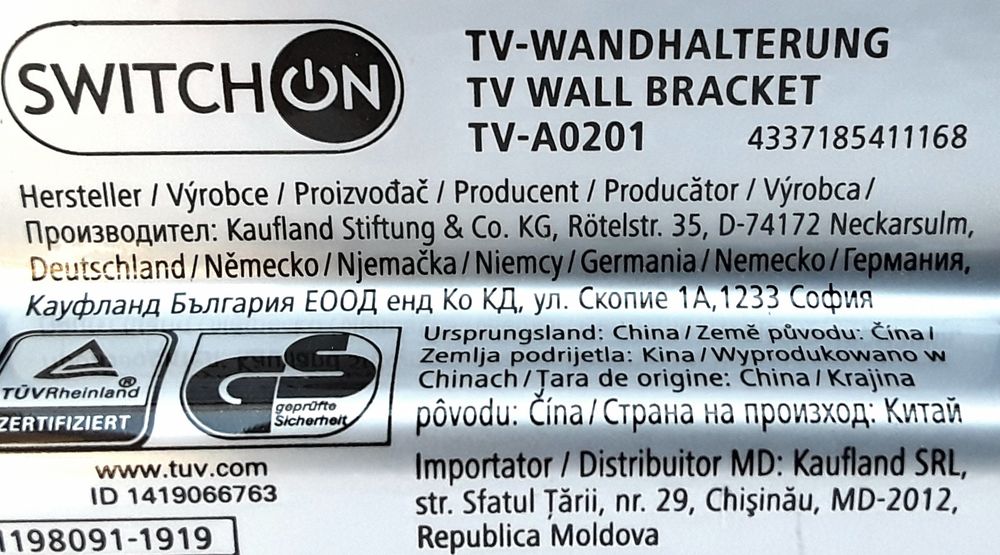 SWITCHON
TV-WANDHALTERUNG
TV WALL BRACKET
TV-A0201 4337185411168
Hersteller / Výrobce / Proizvođač / Producent / Producător / Výrobca /
Производител: Kaufland Stiftung & Co. KG, Rötelstr. 35, D-74172 Neckarsulm,
Deutschland / Německo / Njemačka / Niemcy / Germania / Nemecko / Германия,
Кауфланд България ЕООД енд Ко КД, ул. Скопие 1А, 1233 София
TÜVRheinland®
ZERTIFIZIERT
GS
geprüfte
Sicherheit
www.tuv.com
ID 1419066763
1198091-1919
Ursprungsland: China / Země původu: Čína /
Zemlja podrijetla: Kina / Wyprodukowano w
Chinach / Țara de origine: China / Krajina
pôvodu: Čína / Страна на произход: Китай
Importator / Distribuitor MD: Kaufland SRL,
str. Sfatul Țării, nr. 29, Chișinău, MD-2012,
Republica Moldova